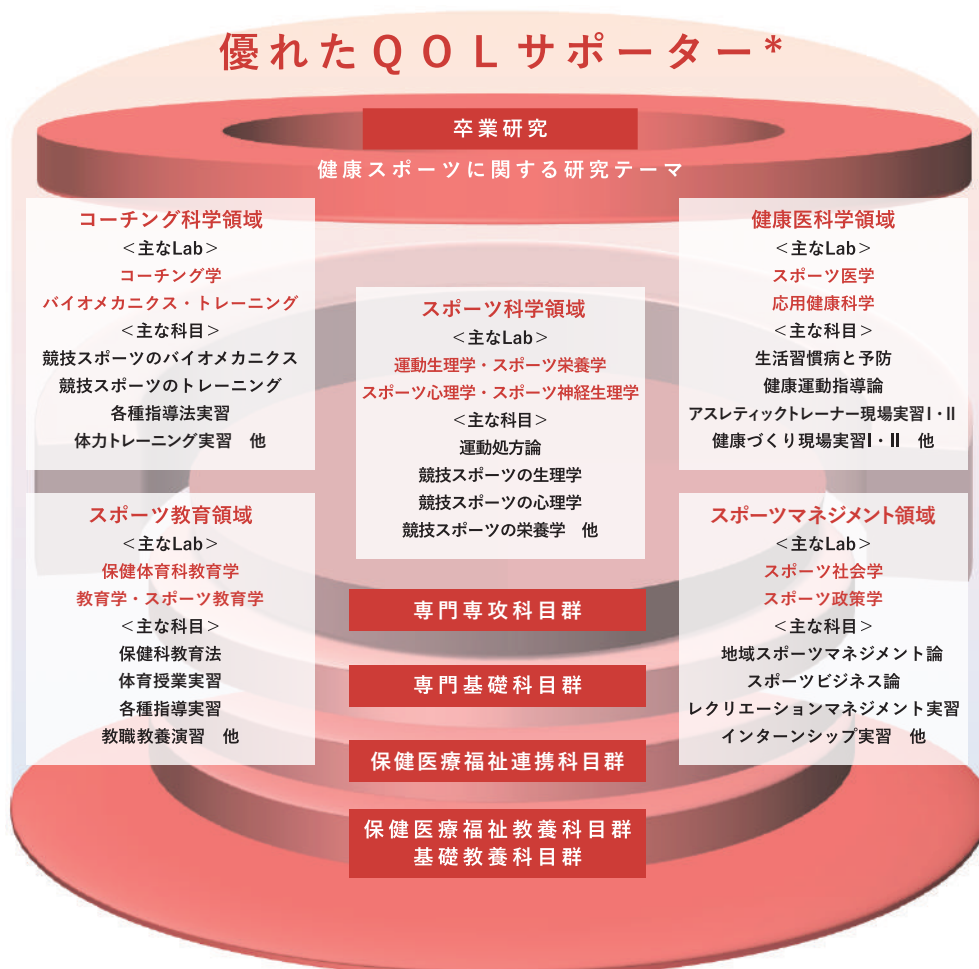 優れたQOLサポーター*
卒業研究
健康スポーツに関する研究テーマ
コーチング科学領域
＜主なLab＞
コーチング学
バイオメカニクス・トレーニング
＜主な科目＞
競技スポーツのバイオメカニクス
競技スポーツのトレーニング
各種指導法実習
体力トレーニング実習　他
スポーツ科学領域
＜主なLab＞
運動生理学・スポーツ栄養学
スポーツ心理学・スポーツ神経生理学
＜主な科目＞
運動処方論
競技スポーツの生理学
競技スポーツの心理学
競技スポーツの栄養学　他
健康医科学領域
＜主なLab＞
スポーツ医学
応用健康科学
＜主な科目＞
生活習慣病と予防
健康運動指導論
アスレティックトレーナー現場実習I・II
健康づくり現場実習I・II　他
スポーツ教育領域
＜主なLab＞
保健体育科教育学
教育学・スポーツ教育学
＜主な科目＞
保健科教育法
体育授業実習
各種指導実習
教職教養演習　他
スポーツマネジメント領域
＜主なLab＞
スポーツ社会学
スポーツ政策学
＜主な科目＞
地域スポーツマネジメント論
スポーツビジネス論
レクリエーションマネジメント実習
インターンシップ実習　他
専門専攻科目群
専門基礎科目群
保健医療福祉連携科目群
保健医療福祉教養科目群
基礎教養科目群